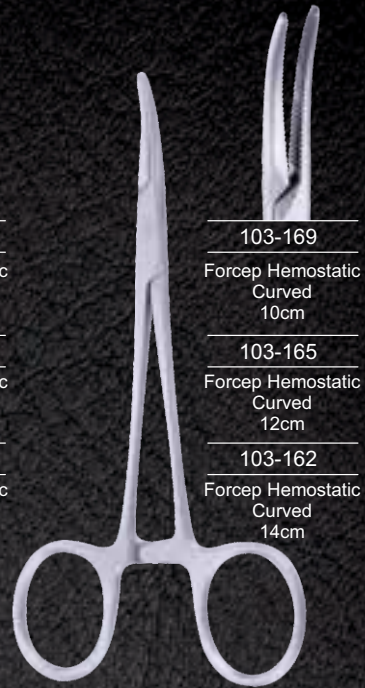 103-169
Forcep Hemostatic
Curved
10cm
103-165
Forcep Hemostatic
Curved
12cm
103-162
Forcep Hemostatic
Curved
14cm